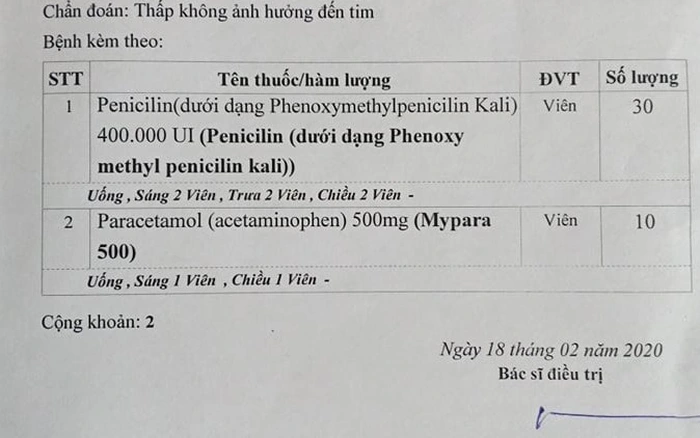 Chẩn đoán: Thấp không ảnh hưởng đến tim
Bệnh kèm theo:
STT Tên thuốc/hàm lượng ĐVT Số lượng
1 Penicilin(dưới dạng Phenoxymethylpenicilin Kali) Viên 30
400.000 UI (Penicilin (dưới dạng Phenoxy
methyl penicilin kali))
Uống , Sáng 2 Viên , Trưa 2 Viên , Chiều 2 Viên -
2 Paracetamol (acetaminophen) 500mg (Mypara Viên 10
500)
Uống , Sáng 1 Viên , Chiều 1 Viên -
Cộng khoản: 2
Ngày 18 tháng 02 năm 2020
Bác sĩ điều trị